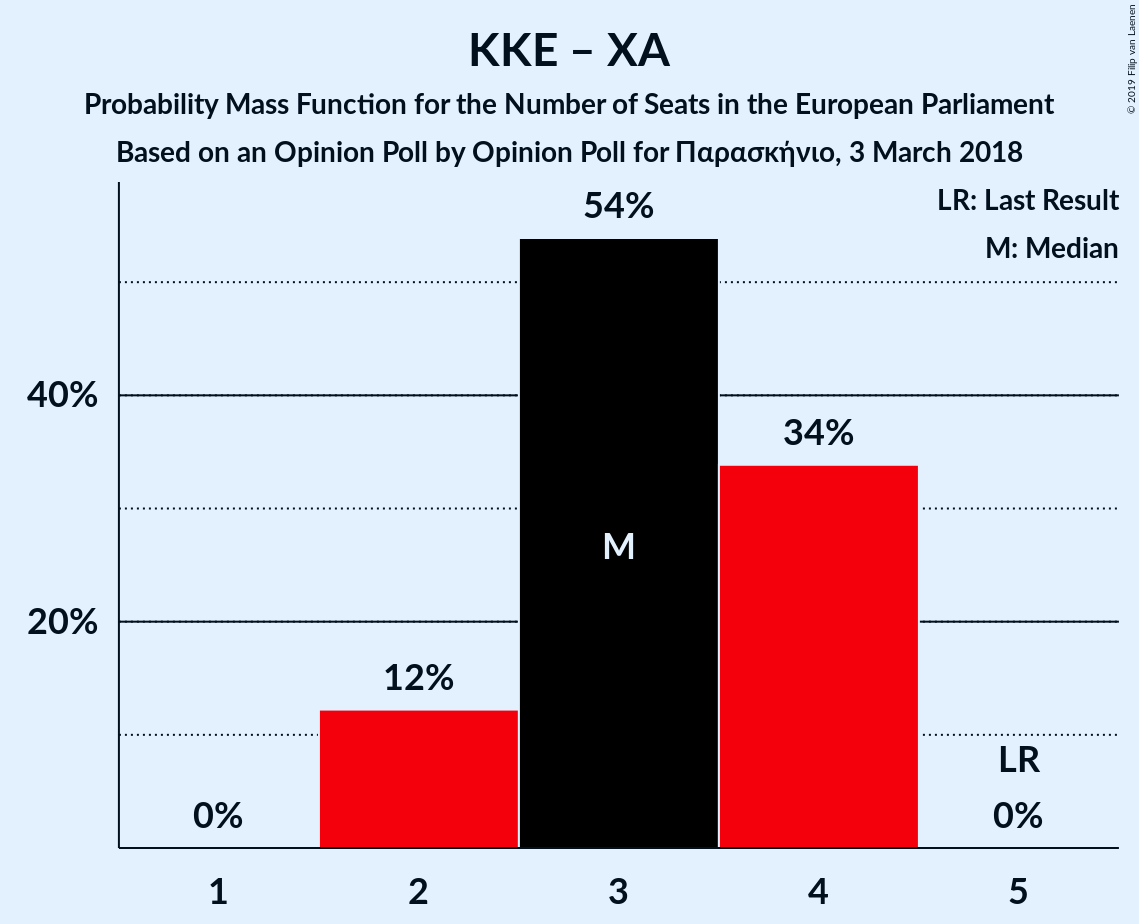 KKE – XA
Probability Mass Function for the Number of Seats in the European Parliament
Based on an Opinion Poll by Opinion Poll for Παρασκήνιο, 3 March 2018
© 2019 Filip van Laenen
LR: Last Result
M: Median
54%
40%
34%
M
20%
12%
LR
0%
0%
1
2
3
4
5